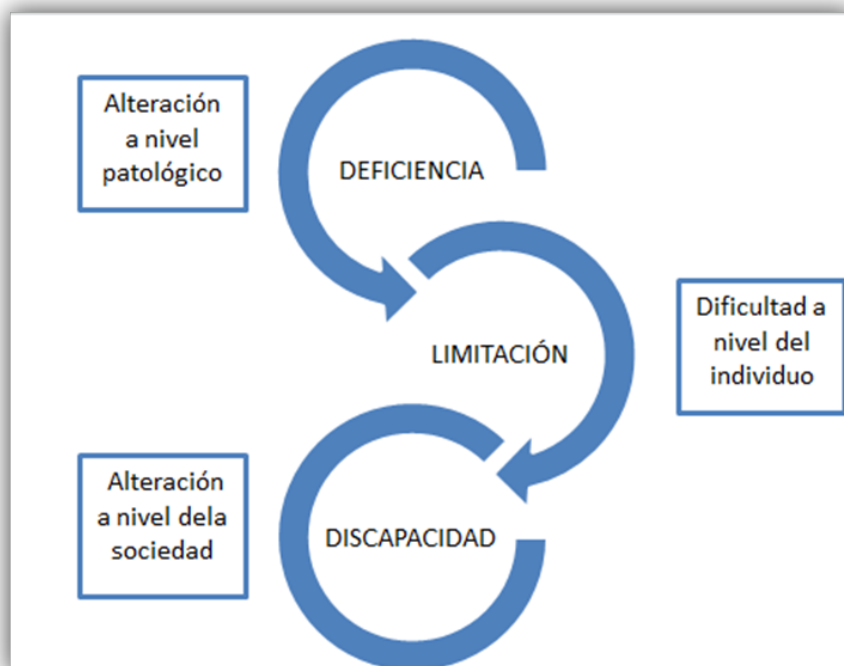 Alteración
a nivel
patológico
DEFICIENCIA
Dificultad a
nivel del
individuo
LIMITACIÓN
Alteración
a nivel dela
sociedad
DISCAPACIDAD